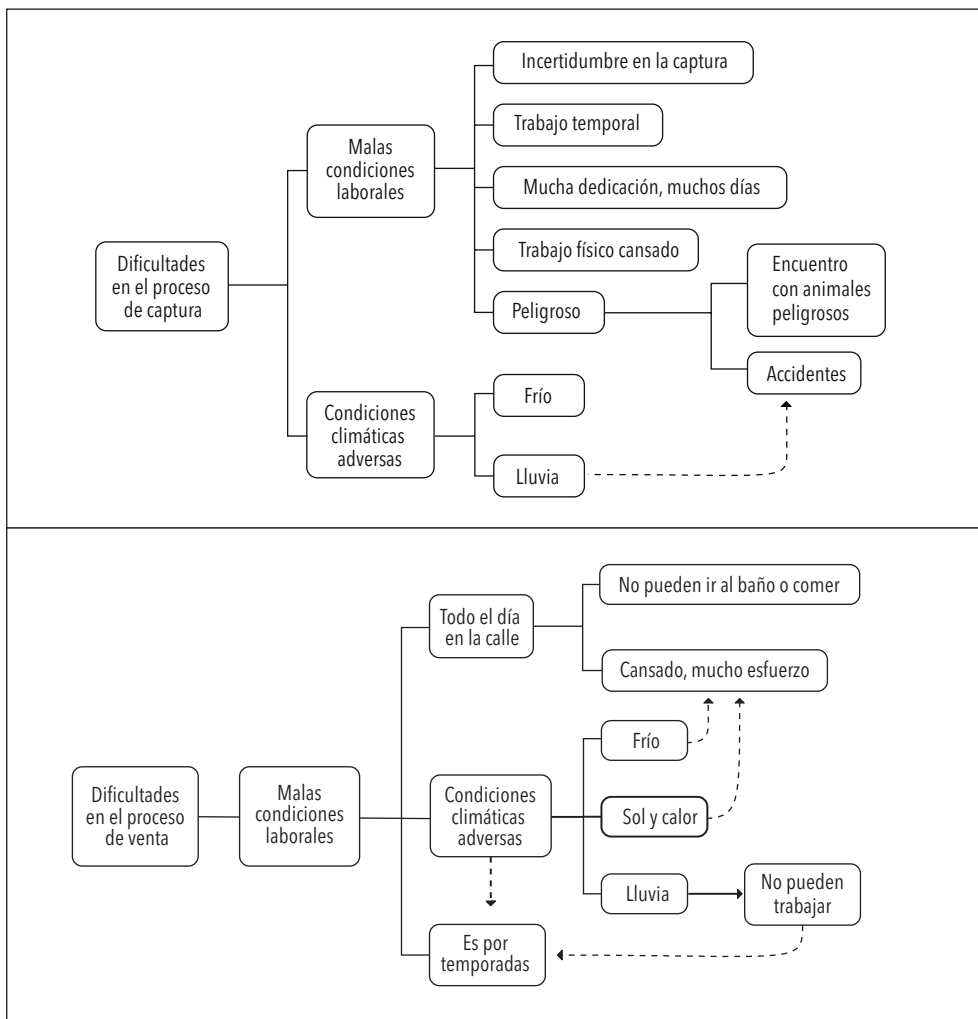 Incertidumbre en la captura
Trabajo temporal
Malas
condiciones
laborales
Mucha dedicación, muchos días
Trabajo físico cansado
Dificultades
en el proceso
de captura
Encuentro
con animales
peligrosos
Peligroso
Accidentes
Frío
Condiciones
climáticas
adversas
Lluvia
No pueden ir al baño o comer
Todo el día
en la calle
Cansado, mucho esfuerzo
Frío
Dificultades
en el proceso
de venta
Malas
condiciones
laborales
Condiciones
climáticas
adversas
Sol y calor
Lluvia
No pueden
trabajar
Es por
temporadas